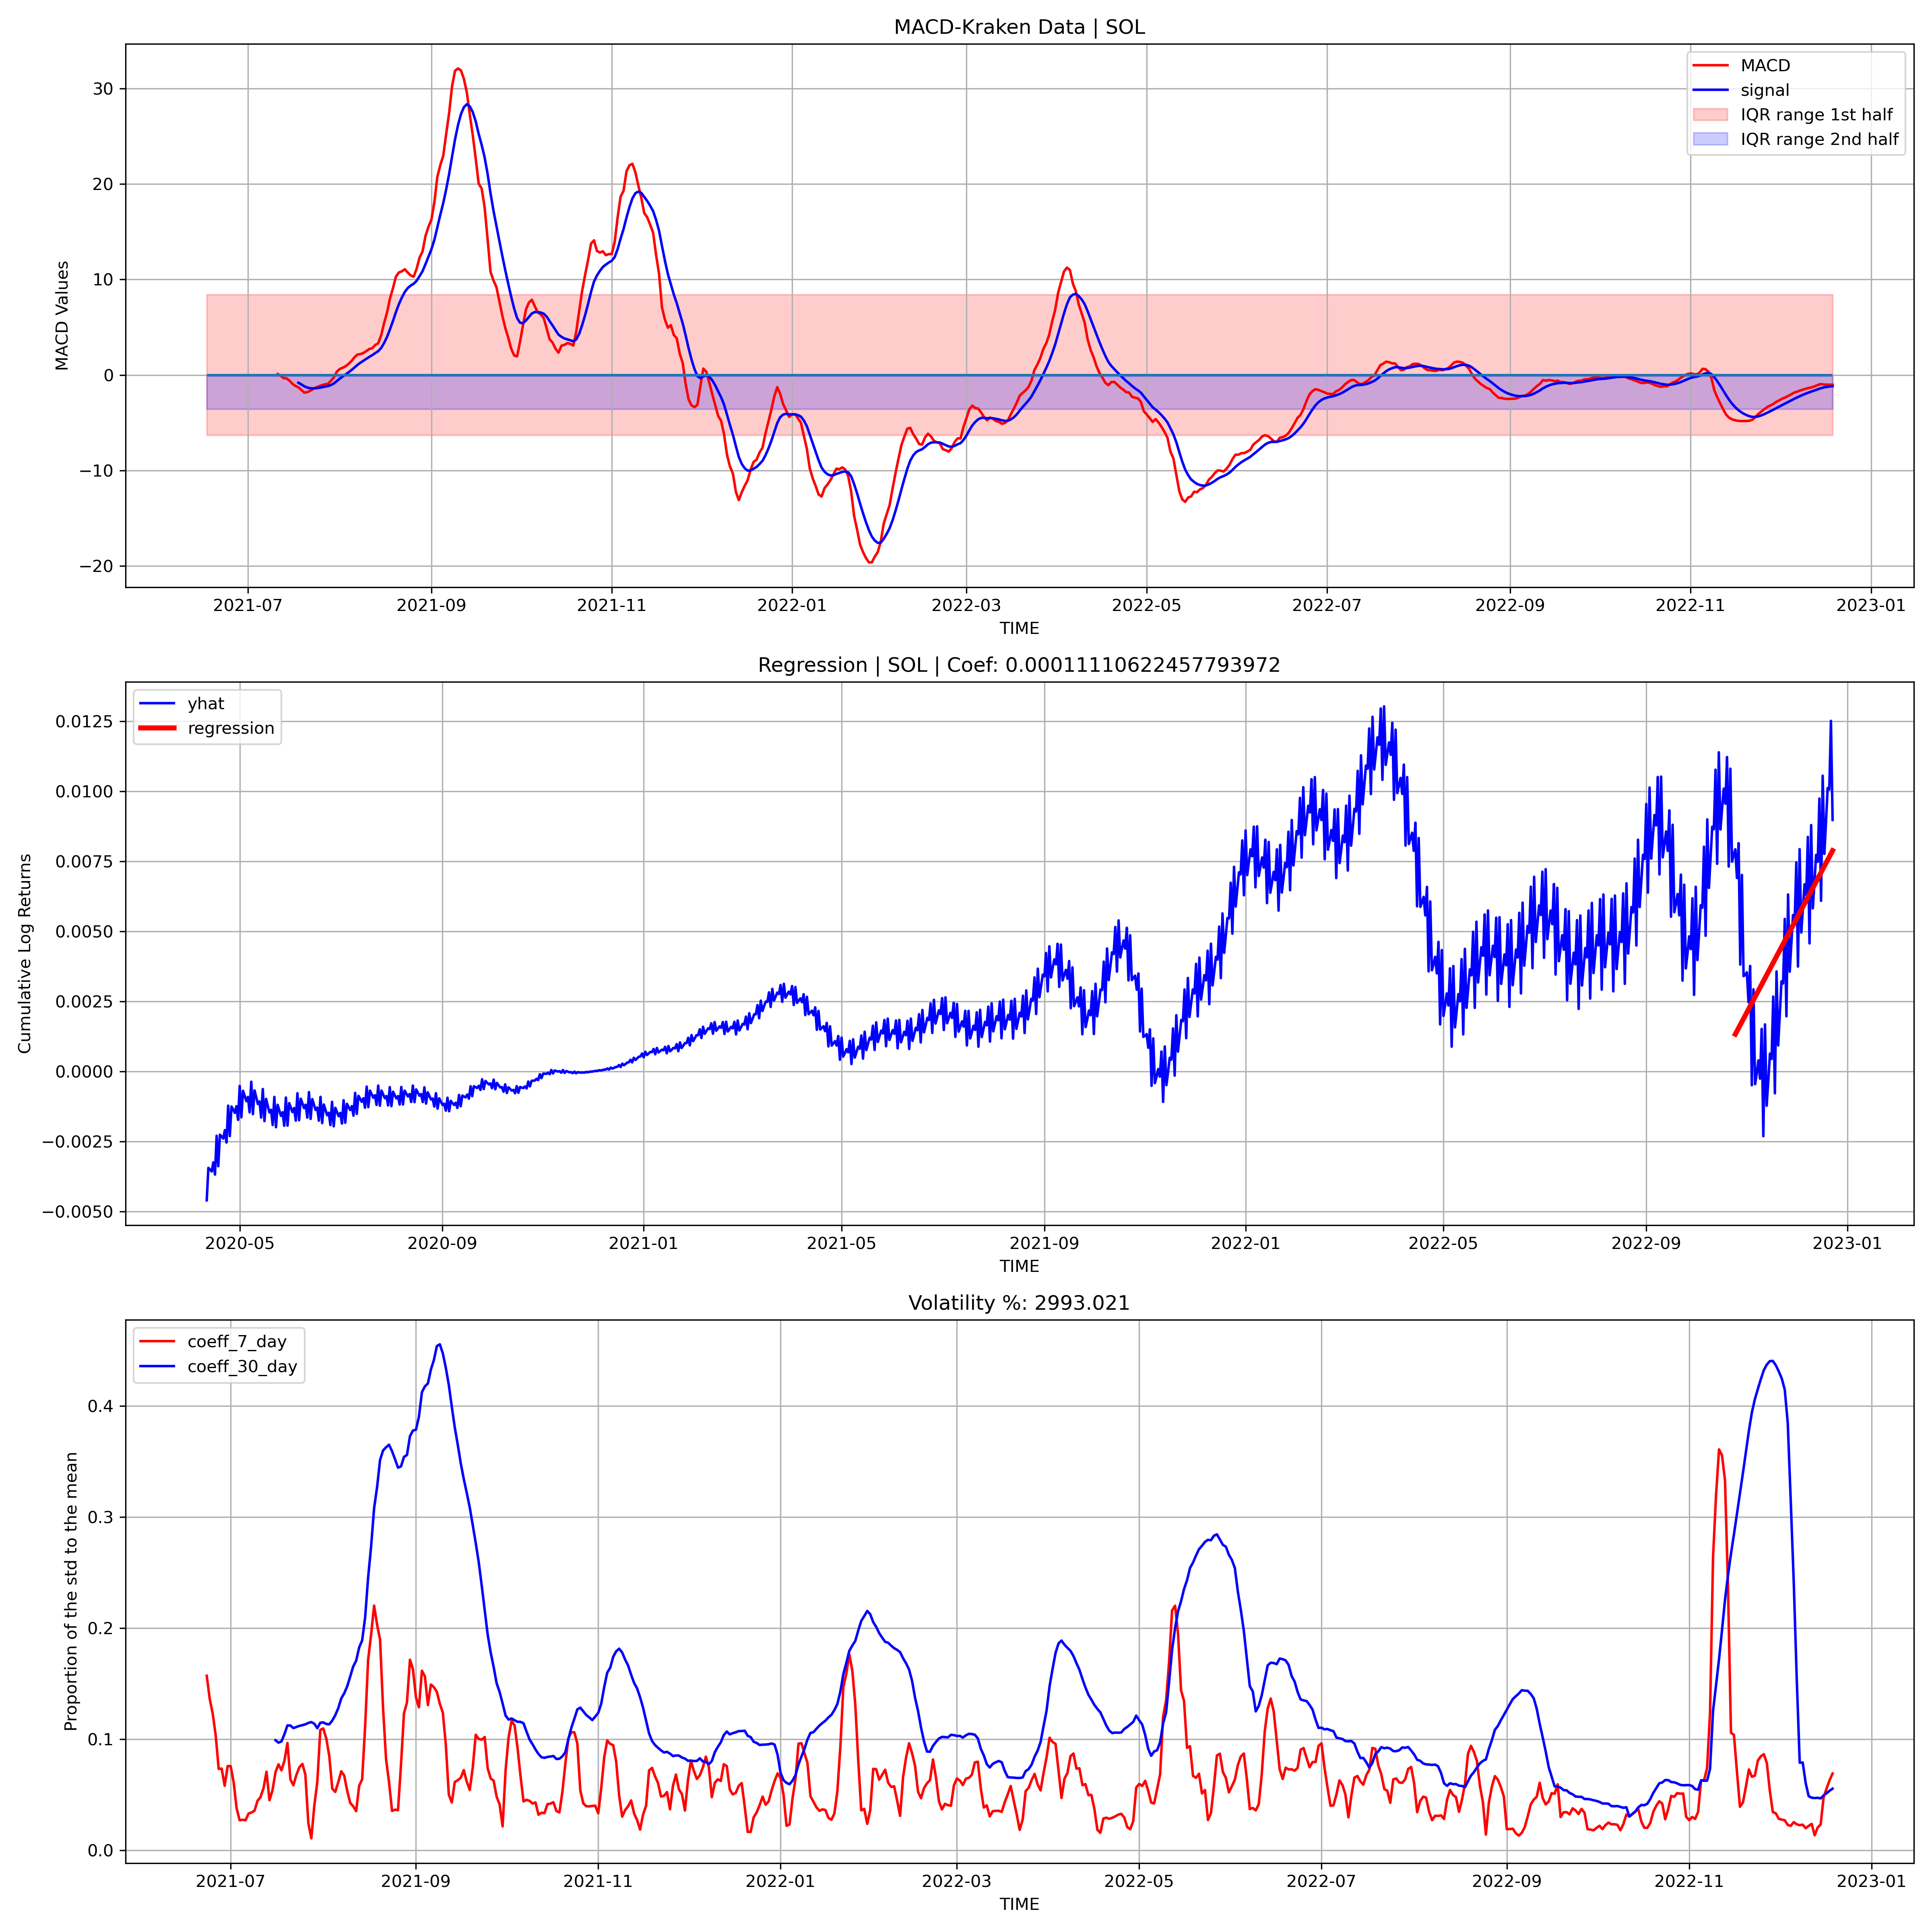 MACD-Kraken Data | SOL
MACD
signal
IQR range 1st half
IQR range 2nd half
MACD Values
30
20
10
0
−10
−20
2021-07 2021-09 2021-11 2022-01 2022-03 2022-05 2022-07 2022-09 2022-11 2023-01
TIME
Regression | SOL | Coef: 0.00011110622457793972
yhat
regression
Cumulative Log Returns
0.0125
0.0100
0.0075
0.0050
0.0025
0.0000
−0.0025
−0.0050
2020-05 2020-09 2021-01 2021-05 2021-09 2022-01 2022-05 2022-09 2023-01
TIME
Volatility %: 2993.021
coeff_7_day
coeff_30_day
Proportion of the std to the mean
0.4
0.3
0.2
0.1
0.0
2021-07 2021-09 2021-11 2022-01 2022-03 2022-05 2022-07 2022-09 2022-11 2023-01
TIME